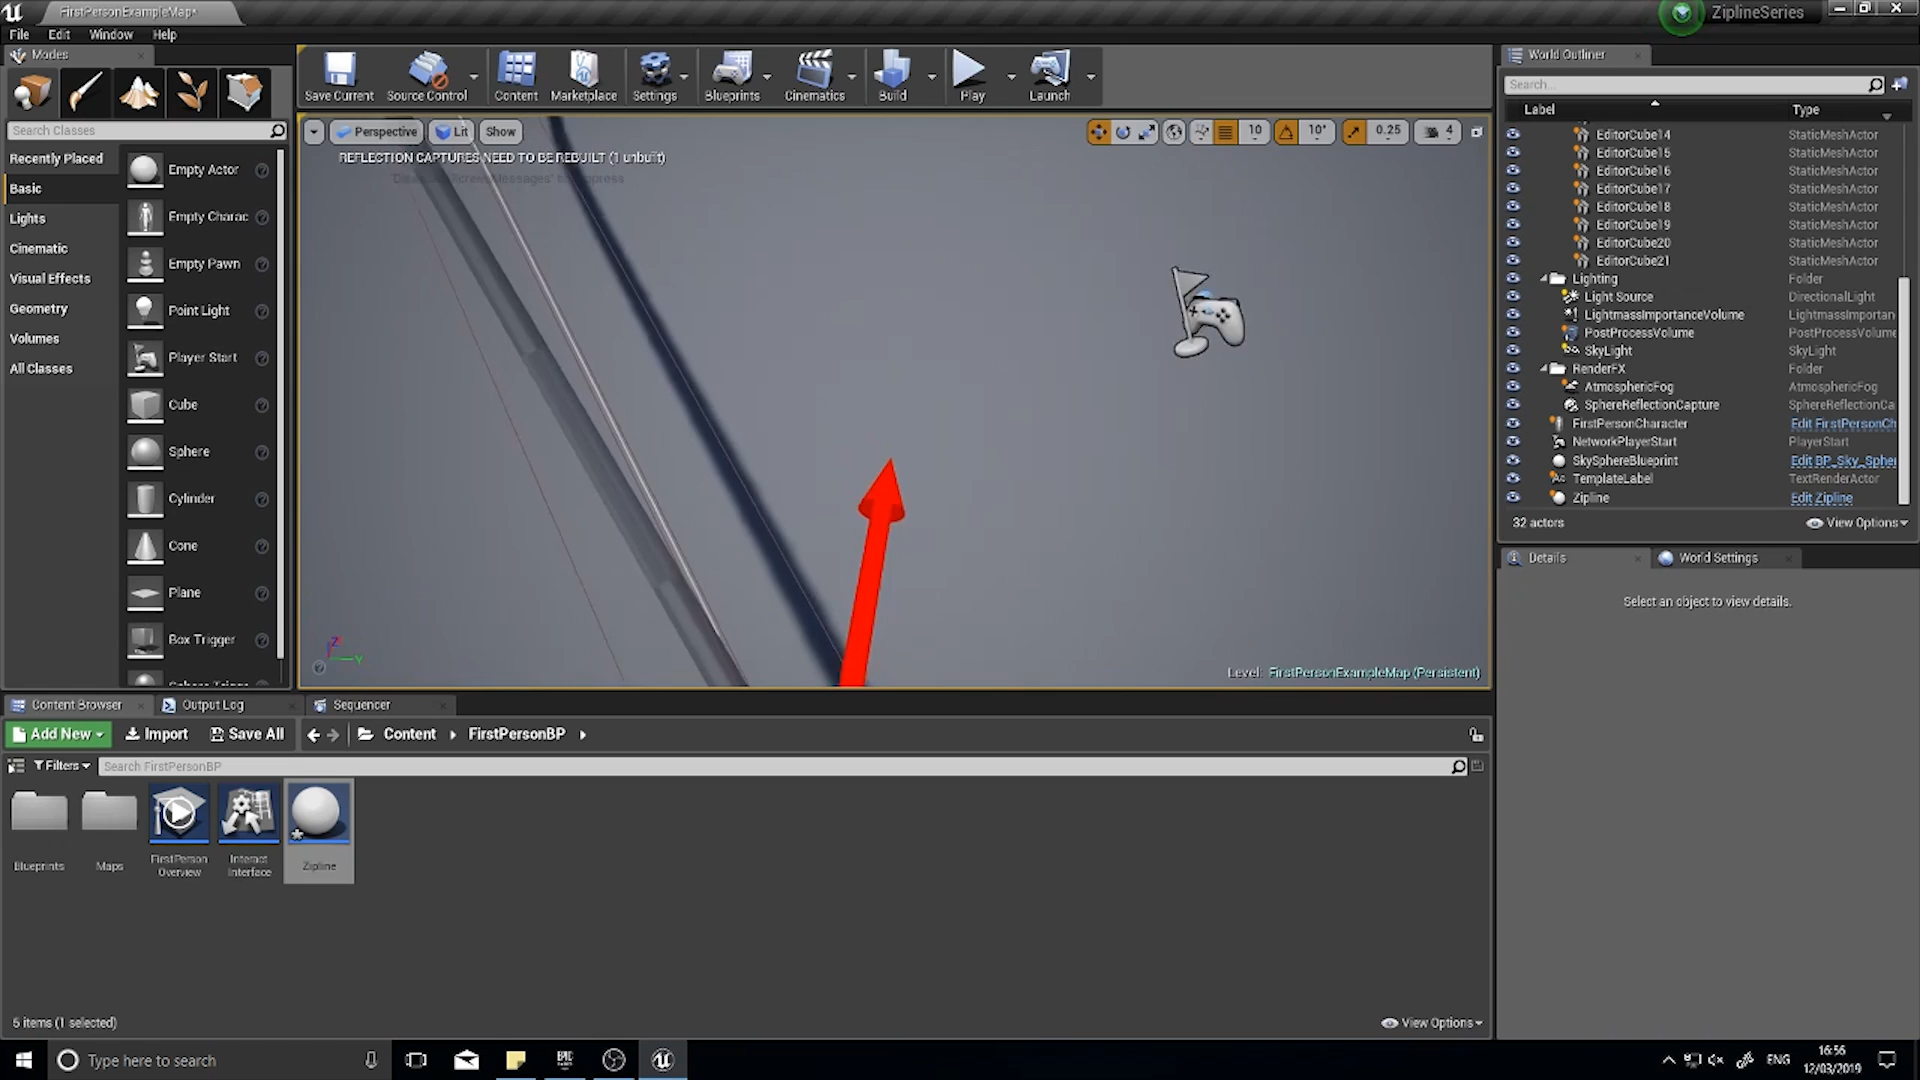 FirstPersonExampleMap*
ZiplineSeries
File Edit Window Help
Modes
World Outliner
Save Current
Source Control
Content
Marketplace
Settings
Blueprints
Cinematics
Build
Play
Launch
Search...
Label
Type
Search Classes
Perspective
Lit
Show
10
10°
0.25
4
REFLECTION CAPTURES NEED TO BE REBUILT (1 unbuilt)
Recently Placed
Basic
Lights
Cinematic
Visual Effects
Geometry
Volumes
All Classes
Empty Actor
Empty Charac
Empty Pawn
Point Light
Player Start
Cube
Sphere
Cylinder
Cone
Plane
Box Trigger
EditorCube14 StaticMeshActor
EditorCube15 StaticMeshActor
EditorCube16 StaticMeshActor
EditorCube17 StaticMeshActor
EditorCube18 StaticMeshActor
EditorCube19 StaticMeshActor
EditorCube20 StaticMeshActor
EditorCube21 StaticMeshActor
Lighting Folder
Light Source DirectionalLight
LightmassImportanceVolume LightmassImportan
PostProcessVolume PostProcessVolume
SkyLight SkyLight
RenderFX Folder
AtmosphericFog AtmosphericFog
SphereReflectionCapture SphereReflectionCa
FirstPersonCharacter Edit FirstPersonCh
NetworkPlayerStart PlayerStart
SkySphereBlueprint Edit BP_Sky_Spher
TemplateLabel TextRenderActor
Zipline Edit Zipline
32 actors
View Options
Details
World Settings
Select an object to view details.
Z
Y
Level: FirstPersonExampleMap (Persistent)
Content Browser
Output Log
Sequencer
Add New
Import
Save All
Content
FirstPersonBP
Filters
Search FirstPersonBP
Blueprints
Maps
FirstPerson
Overview
Interact
Interface
Zipline
5 items (1 selected)
View Options
Type here to search
EPIC
ENG
16:56
12/03/2019